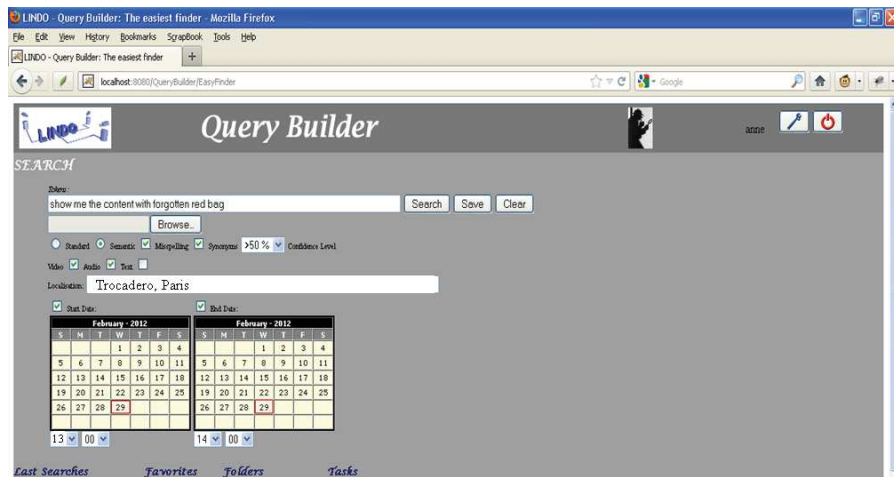 LINDO - Query Builder: The easiest finder - Mozilla Firefox
File Edit View History Bookmarks ScrapBook Tools Help
LINDO - Query Builder: The easiest finder +
localhost:8080/QueryBuilder/EasyFinder Google
LINDO Query Builder anne
SEARCH
Token:
show me the content with forgotten red bag Search Save Clear
Browse...
Standard Semantic Misspelling Synonyms >50 % Confidence Level
Video Audio Text
Localisation: Trocadero, Paris
Start Date: End Date:
February - 2012 February - 2012
S M T W T F S S M T W T F S
1 2 3 4 1 2 3 4
5 6 7 8 9 10 11 5 6 7 8 9 10 11
12 13 14 15 16 17 18 12 13 14 15 16 17 18
19 20 21 22 23 24 25 19 20 21 22 23 24 25
26 27 28 29 26 27 28 29
13 00 14 00
Last Searches Favorites Folders Tasks